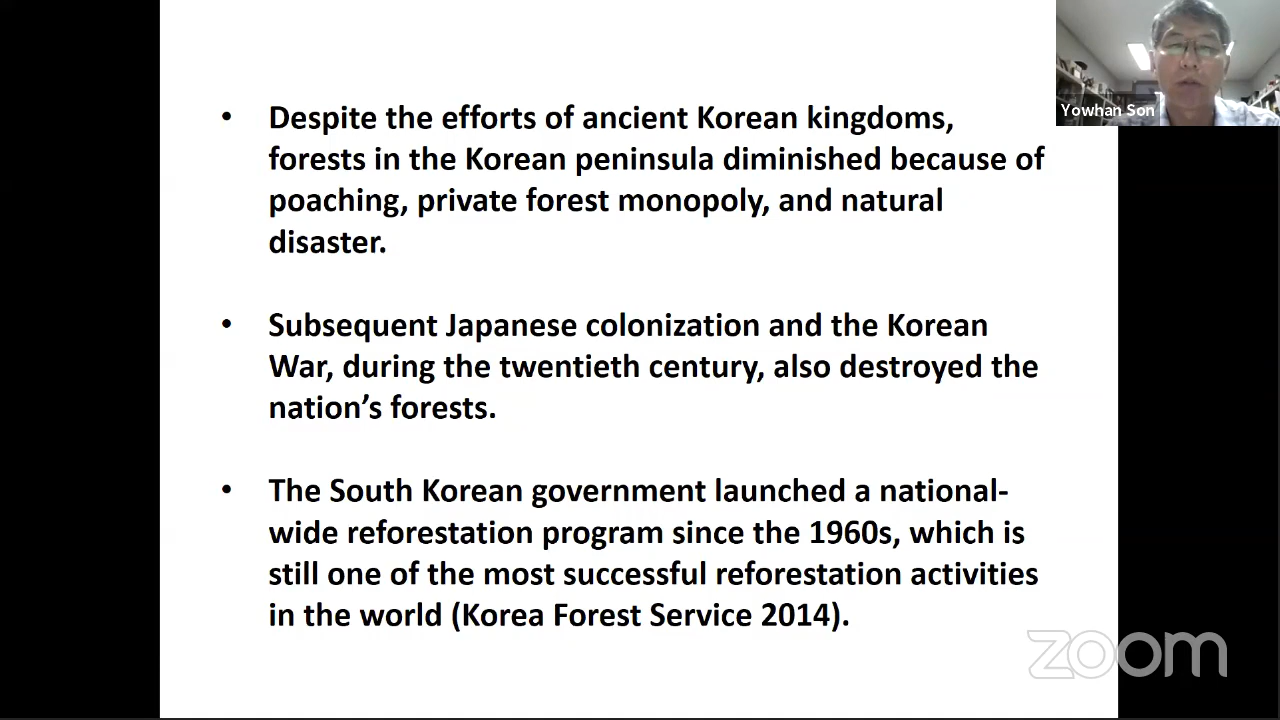 • Despite the efforts of ancient Korean kingdoms,
forests in the Korean peninsula diminished because of
poaching, private forest monopoly, and natural
disaster.
• Subsequent Japanese colonization and the Korean
War, during the twentieth century, also destroyed the
nation’s forests.
• The South Korean government launched a national-
wide reforestation program since the 1960s, which is
still one of the most successful reforestation activities
in the world (Korea Forest Service 2014).
Yowhan Son
zoom